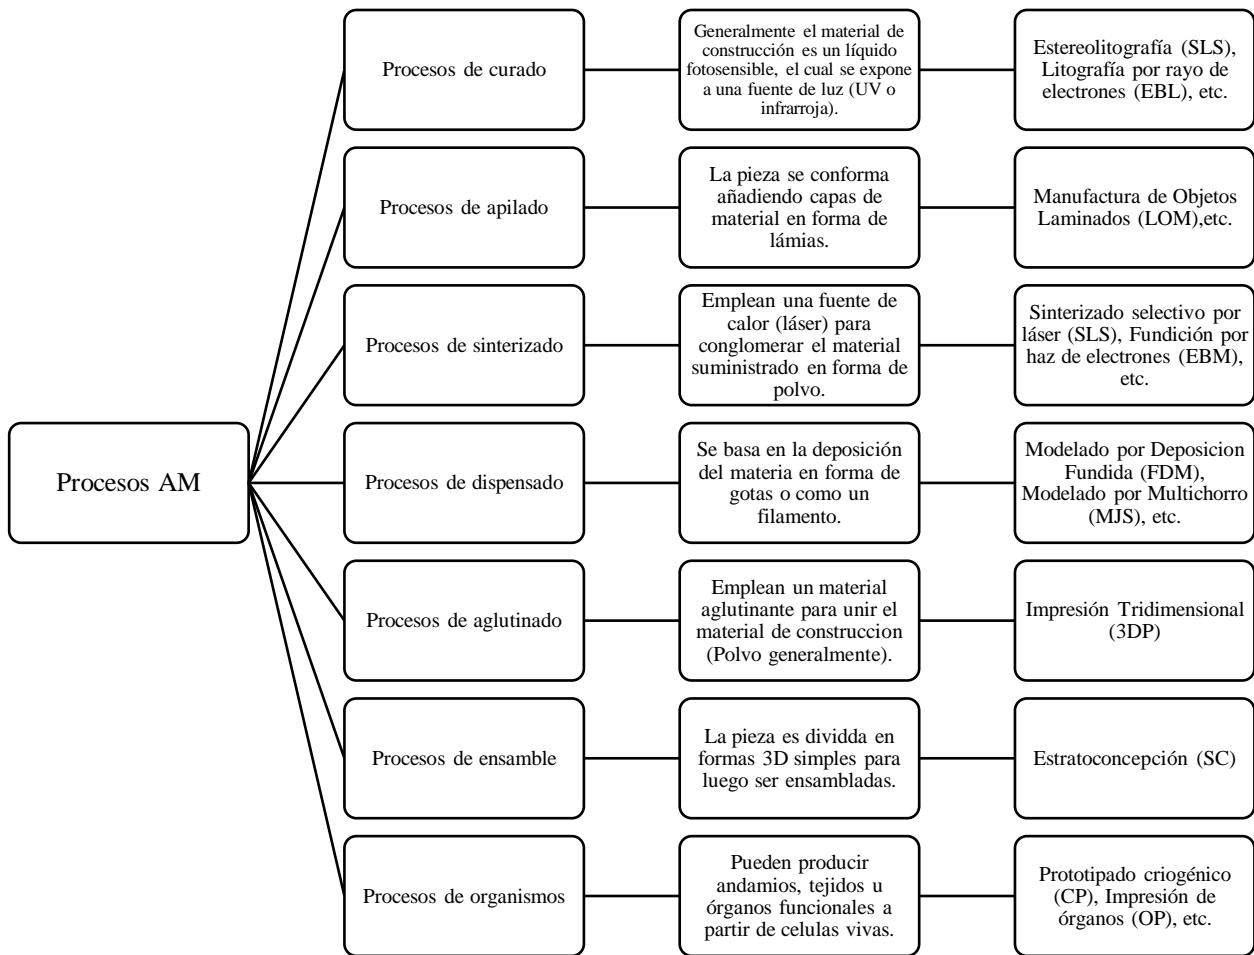 Procesos AM
Procesos de curado
Generalmente el material de
construcción es un líquido
fotosensible, el cual se expone
a una fuente de luz (UV o
infrarroja).
Estereolitografía (SLS),
Litografía por rayo de
electrones (EBL), etc.
Procesos de apilado
La pieza se conforma
añadiendo capas de
material en forma de
lámias.
Manufactura de Objetos
Laminados (LOM),etc.
Procesos de sinterizado
Emplean una fuente de
calor (láser) para
conglomerar el material
suministrado en forma de
polvo.
Sinterizado selectivo por
láser (SLS), Fundición por
haz de electrones (EBM),
etc.
Procesos de dispensado
Se basa en la deposición
del materia en forma de
gotas o como un
filamento.
Modelado por Deposicion
Fundida (FDM),
Modelado por Multichorro
(MJS), etc.
Procesos de aglutinado
Emplean un material
aglutinante para unir el
material de construccion
(Polvo generalmente).
Impresión Tridimensional
(3DP)
Procesos de ensamble
La pieza es dividda en
formas 3D simples para
luego ser ensambladas.
Estratoconcepción (SC)
Procesos de organismos
Pueden producir
andamios, tejidos u
órganos funcionales a
partir de celulas vivas.
Prototipado criogénico
(CP), Impresión de
órganos (OP), etc.